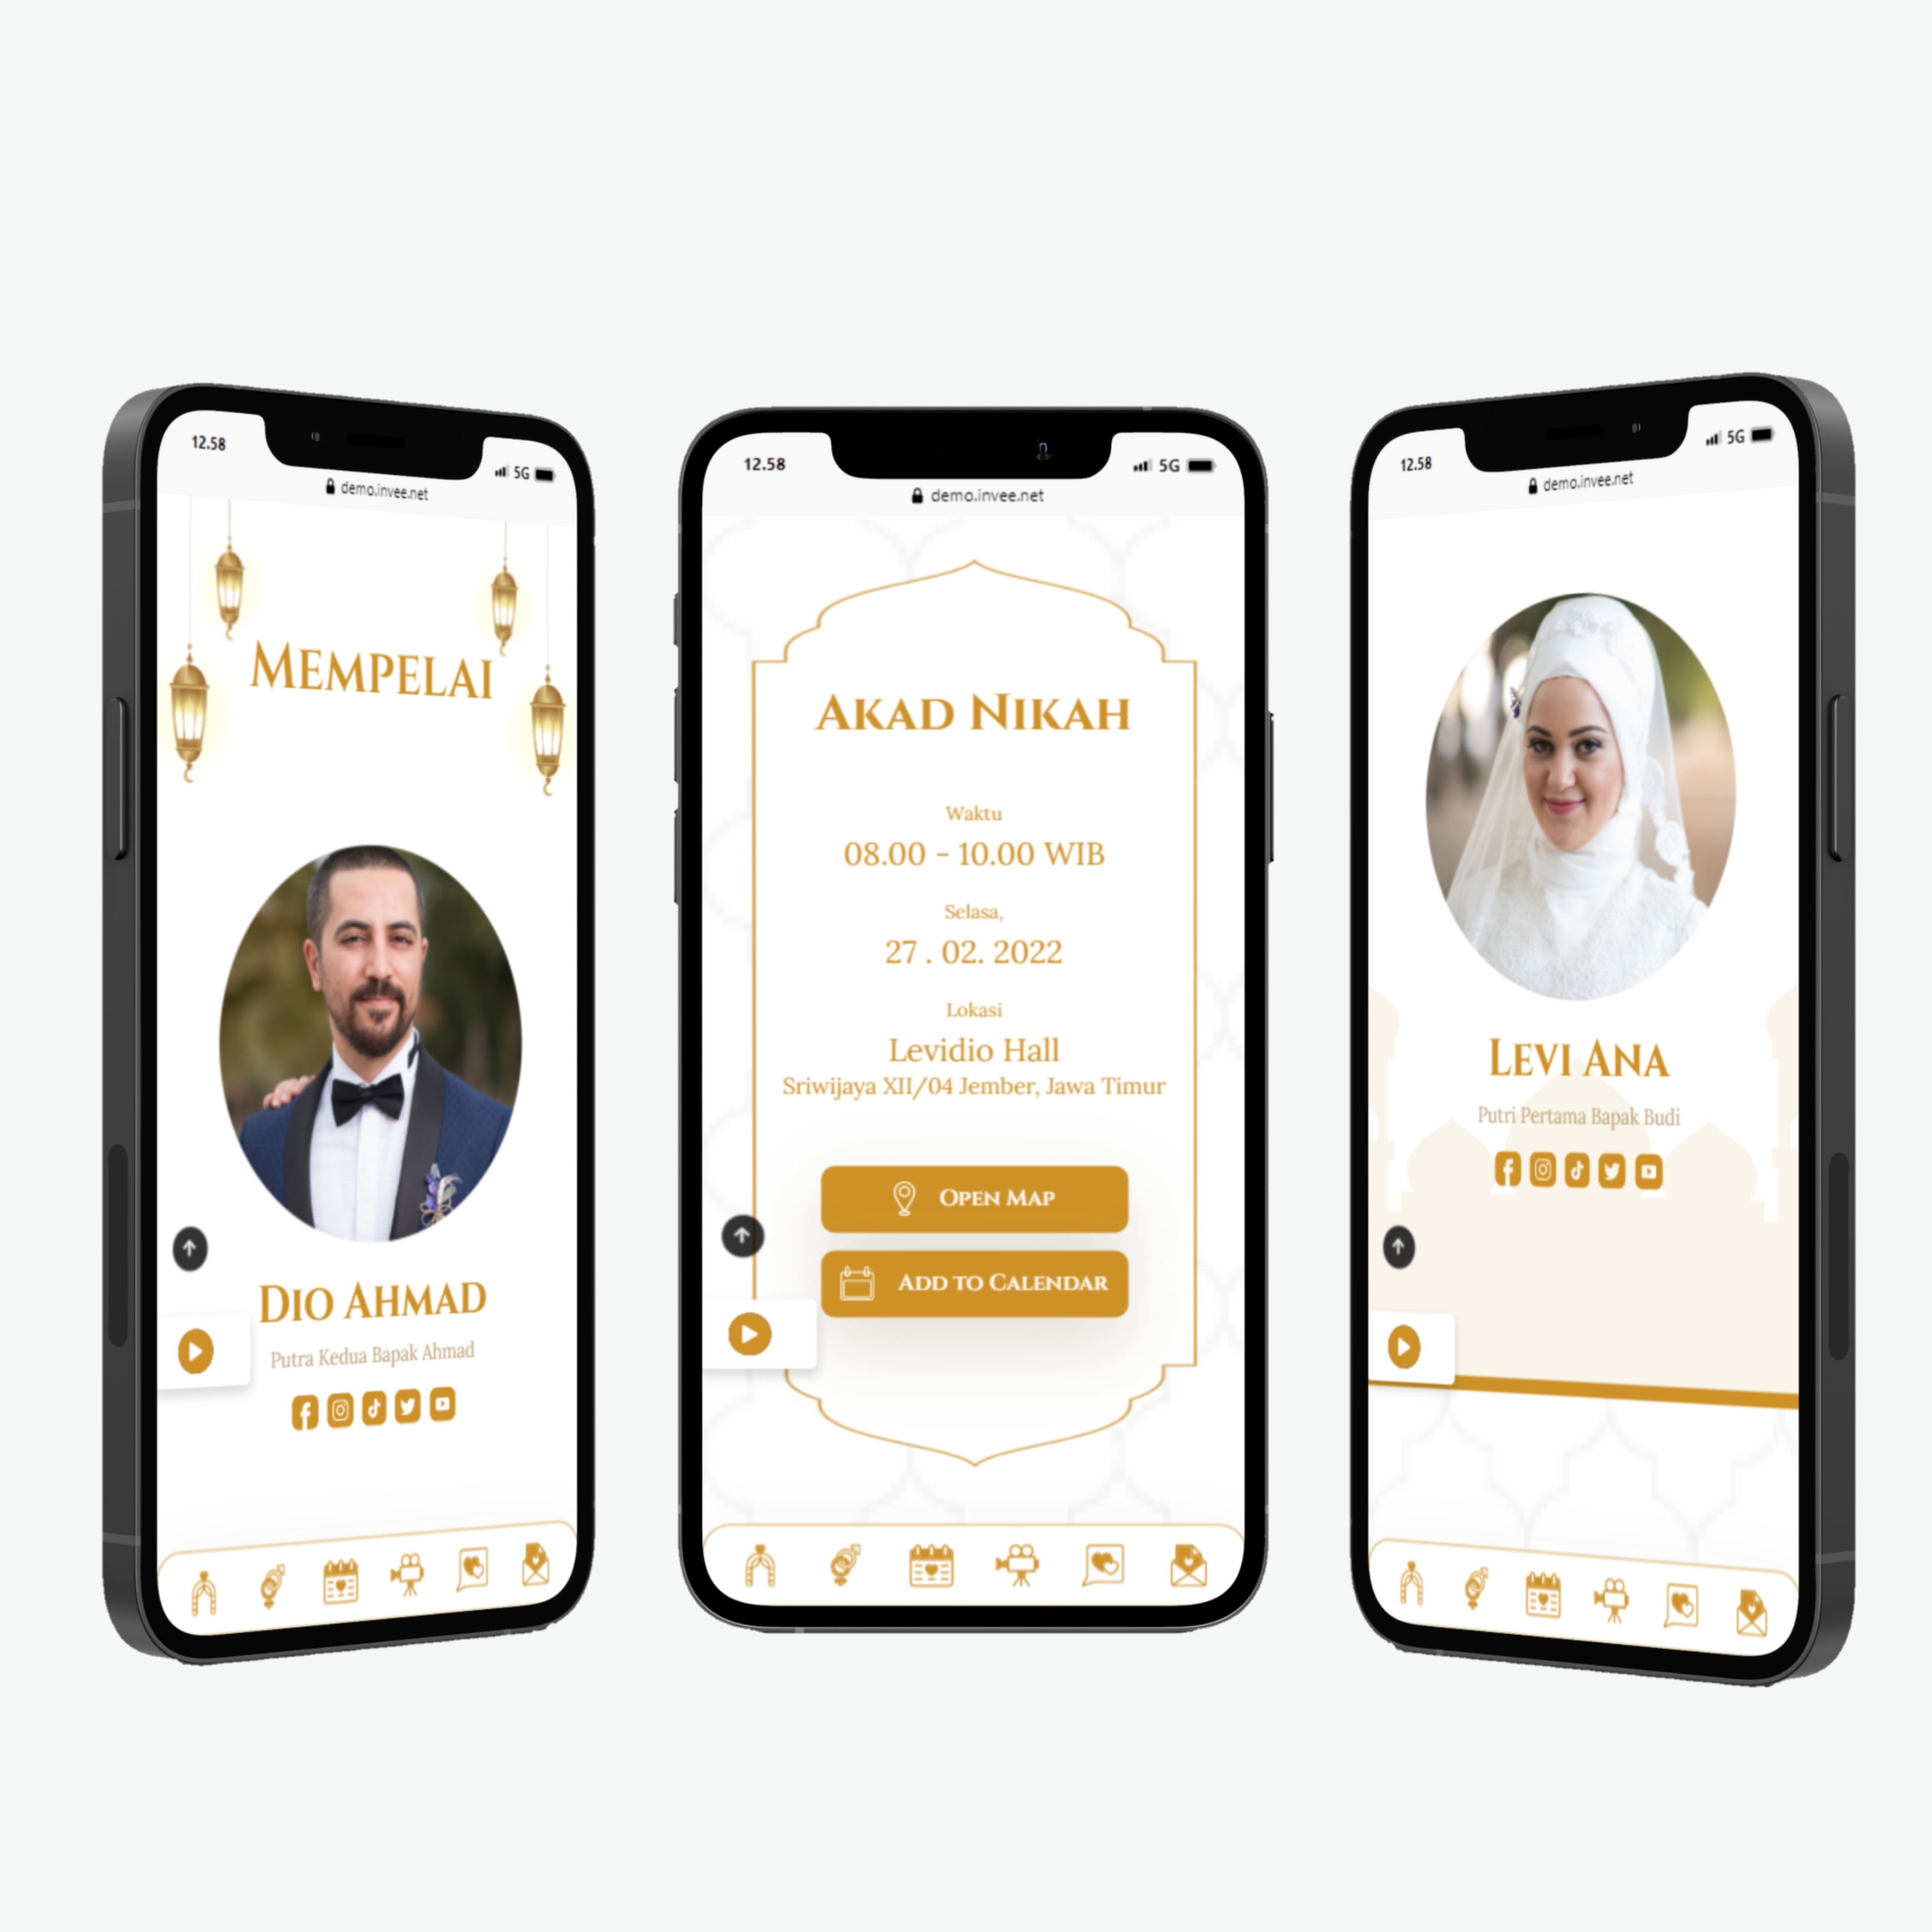 12.58
5G
demo.invee.net
Mempelai
Dio Ahmad
Putra Kedua Bapak Ahmad
12.58
5G
demo.invee.net
Akad Nikah
Waktu
08.00 - 10.00 WIB
Selasa,
27 . 02. 2022
Lokasi
Levidio Hall
Sriwijaya XII/04 Jember, Jawa Timur
Open Map
Add to Calendar
12.58
5G
demo.invee.net
Levi Ana
Putri Pertama Bapak Budi